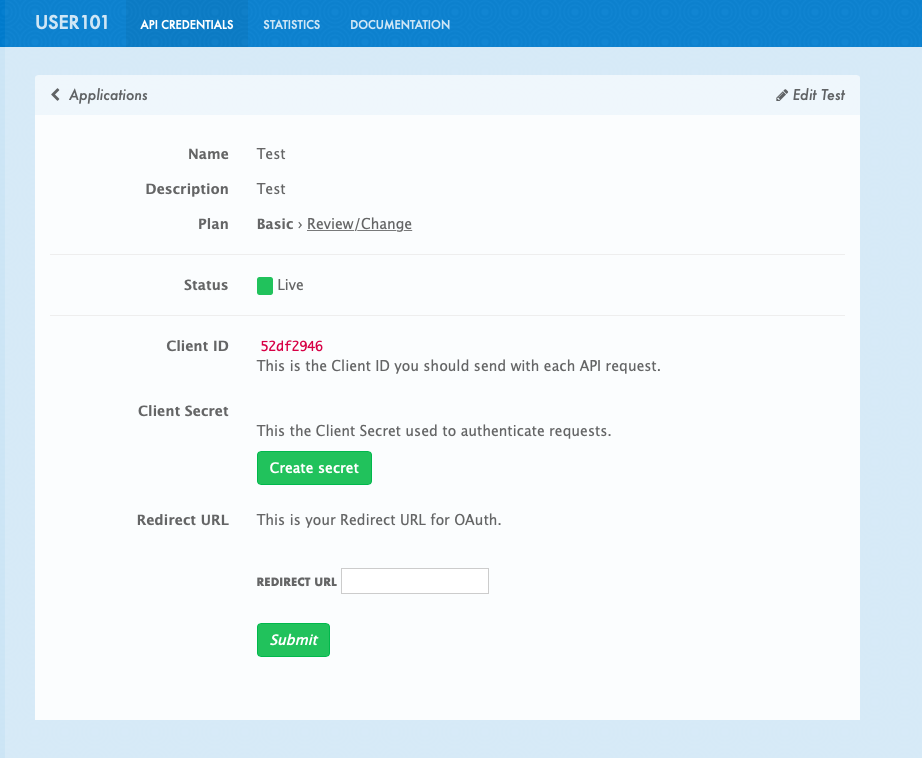 USER101 API CREDENTIALS STATISTICS DOCUMENTATION
Applications Edit Test
Name Test
Description Test
Plan Basic › Review/Change
Status Live
Client ID 52df2946
This is the Client ID you should send with each API request.
Client Secret
This the Client Secret used to authenticate requests.
Create secret
Redirect URL This is your Redirect URL for OAuth.
REDIRECT URL
Submit